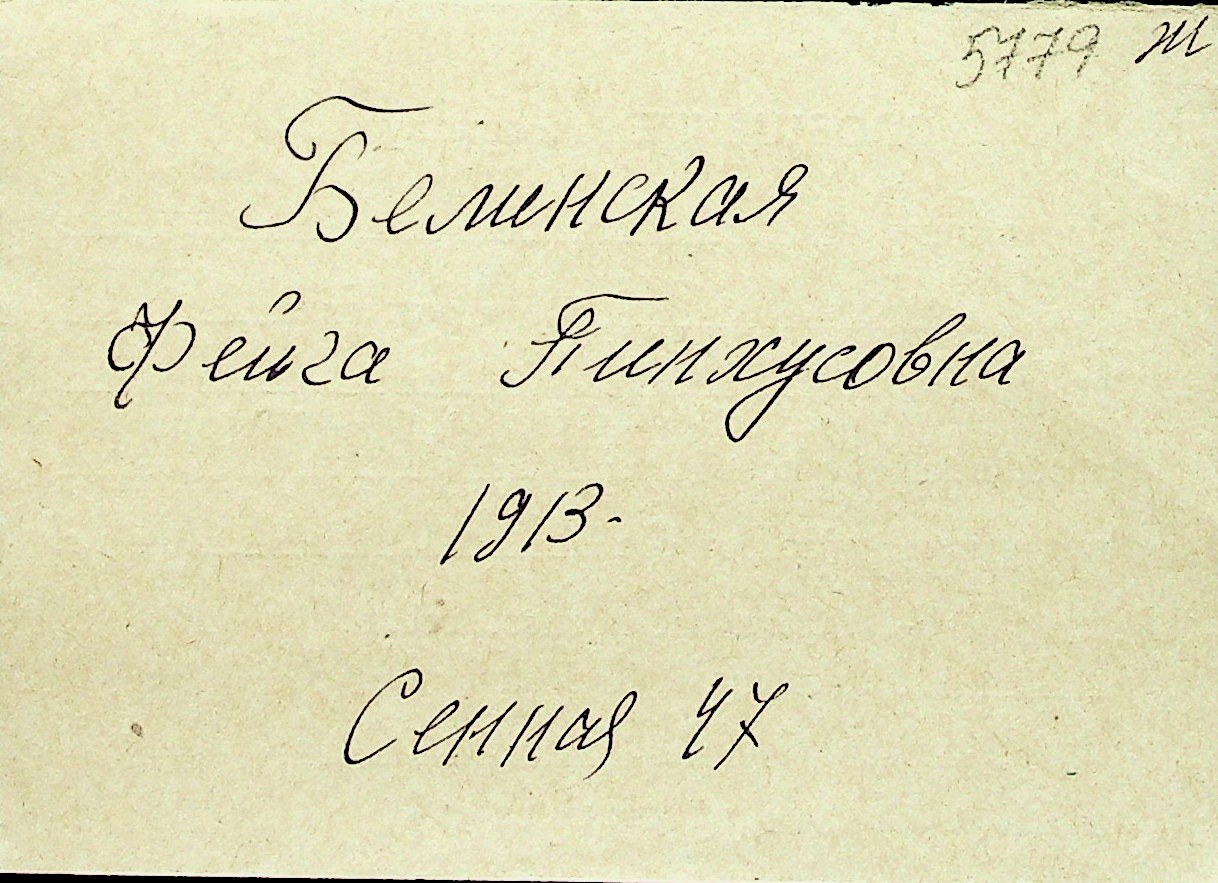 5779 Ж
Белинская
Фейга Пинхусовна
1913.
Сенная 47